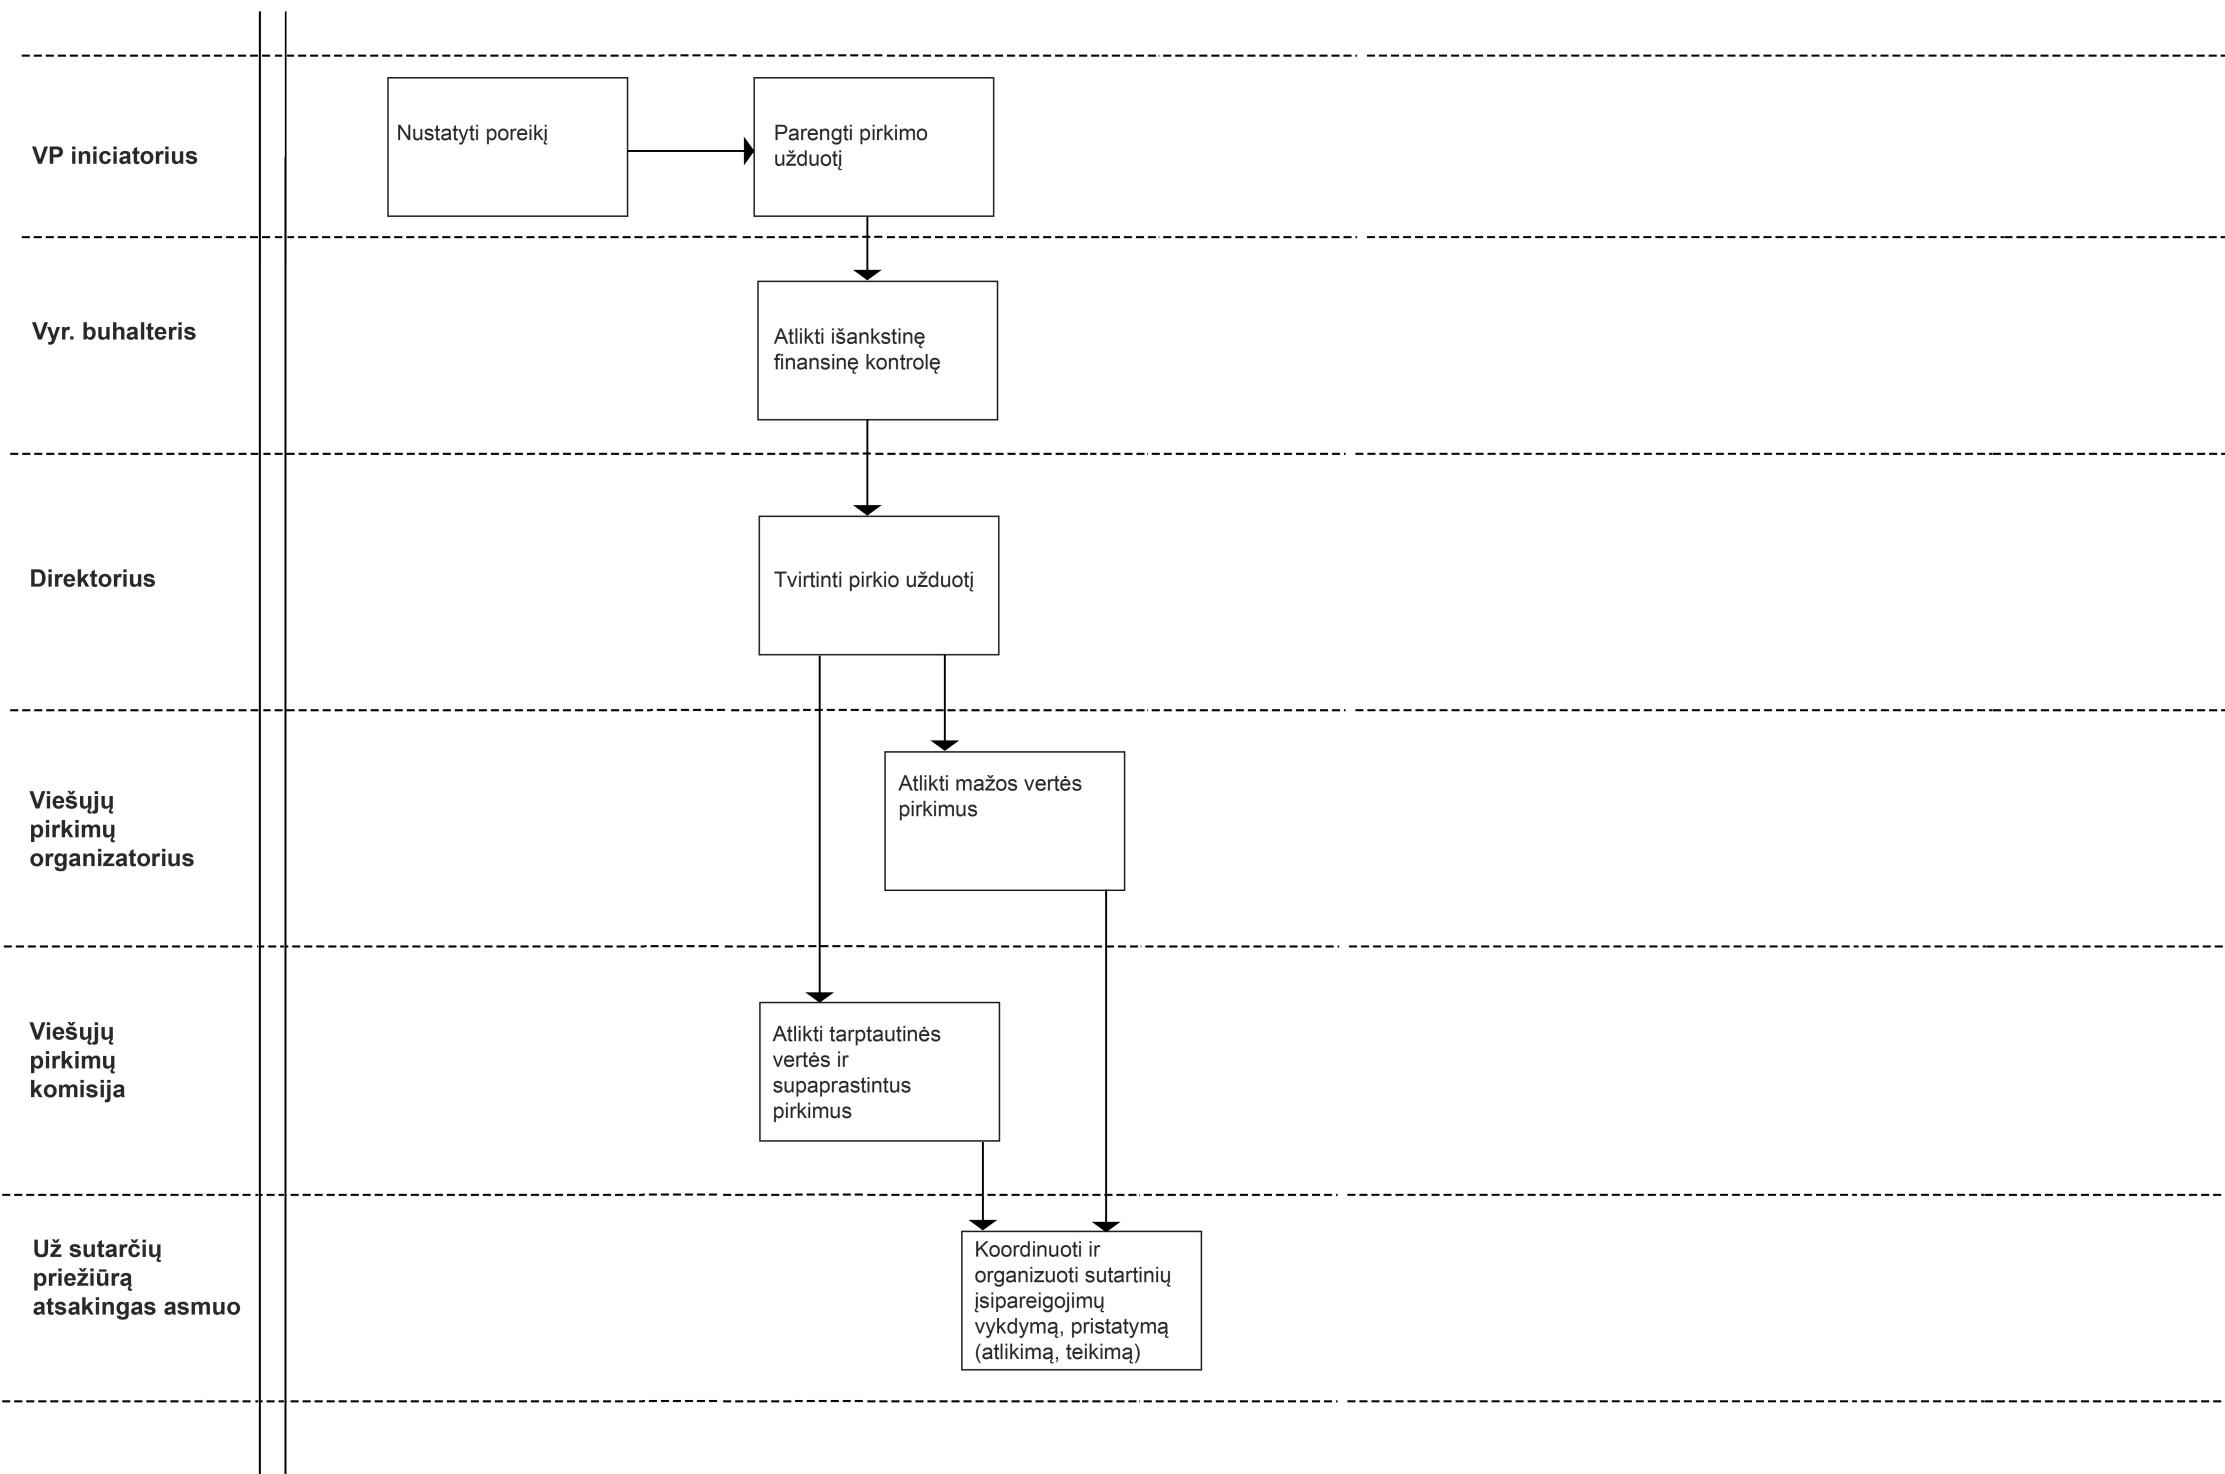 Nustatyti poreikį
Parengti pirkimo
užduotį
VP iniciatorius
Vyr. buhalteris
Atlikti išankstinę
finansinę kontrolę
Direktorius
Tvirtinti pirkio užduotį
Viešųjų
pirkimų
organizatorius
Atlikti mažos vertės
pirkimus
Viešųjų
pirkimų
komisija
Atlikti tarptautinės
vertės ir
supaprastintus
pirkimus
Už sutarčių
priežiūrą
atsakingas asmuo
Koordinuoti ir
organizuoti sutartinių
įsipareigojimų
vykdymą, pristatymą
(atlikimą, teikimą)